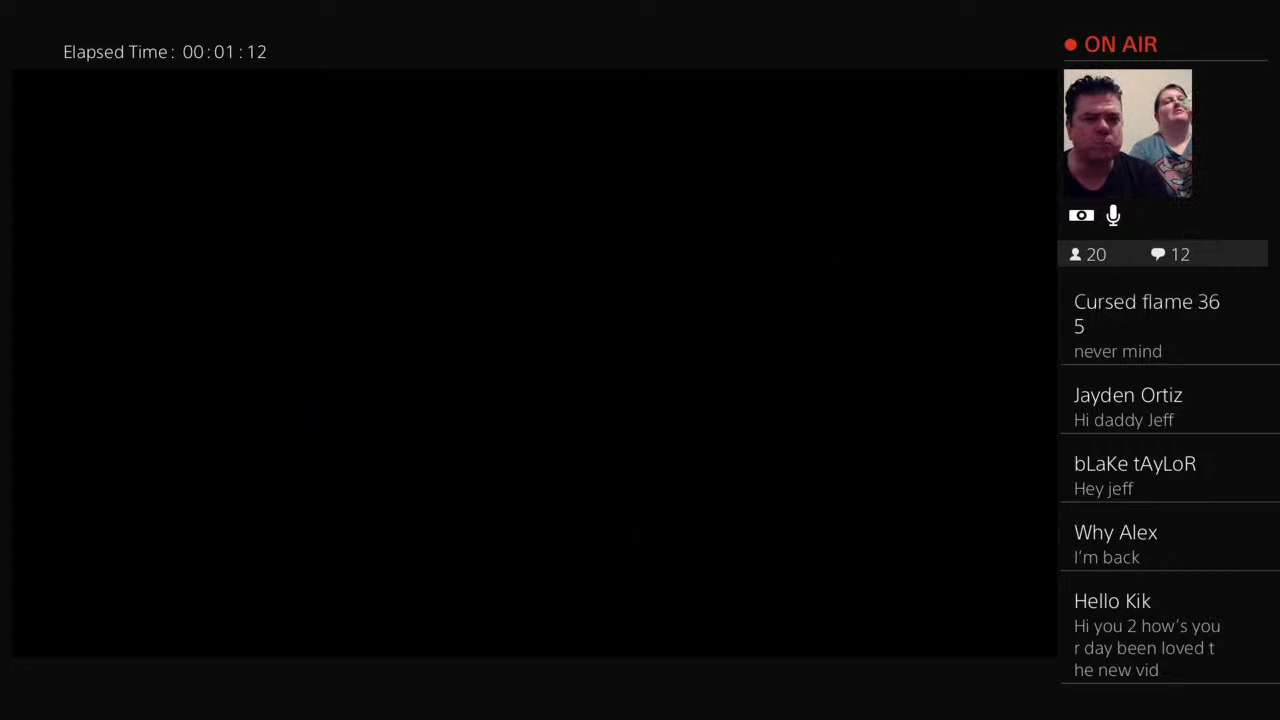 Elapsed Time: 00:01:12
ON AIR
20 12
Cursed flame 36
5
never mind
Jayden Ortiz
Hi daddy Jeff
bLaKe tAyLoR
Hey jeff
Why Alex
I'm back
Hello Kik
Hi you 2 how's you
r day been loved t
he new vid